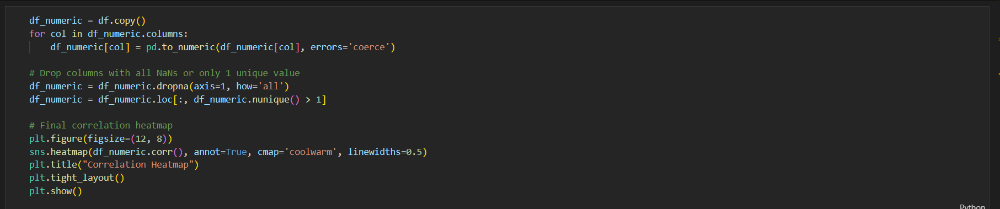 df_numeric = df.copy()
for col in df_numeric.columns:
    df_numeric[col] = pd.to_numeric(df_numeric[col], errors='coerce')

# Drop columns with all NaNs or only 1 unique value
df_numeric = df_numeric.dropna(axis=1, how='all')
df_numeric = df_numeric.loc[:, df_numeric.nunique() > 1]

# Final correlation heatmap
plt.figure(figsize=(12, 8))
sns.heatmap(df_numeric.corr(), annot=True, cmap='coolwarm', linewidths=0.5)
plt.title("Correlation Heatmap")
plt.tight_layout()
plt.show()
Python